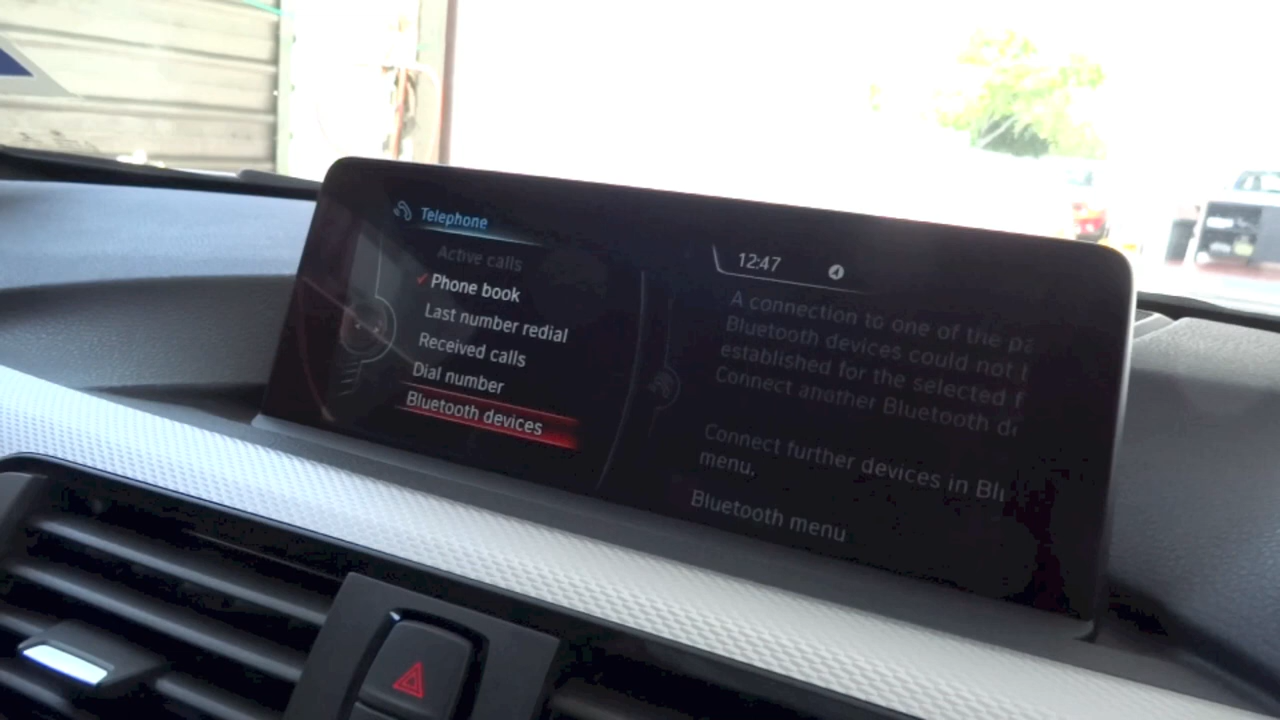 Telephone
Active calls
Phone book
Last number redial
Received calls
Dial number
Bluetooth devices
12:47
A connection to one of the
Bluetooth devices could not
established for the selected
Connect another Bluetooth
Connect further devices in
menu.
Bluetooth menu